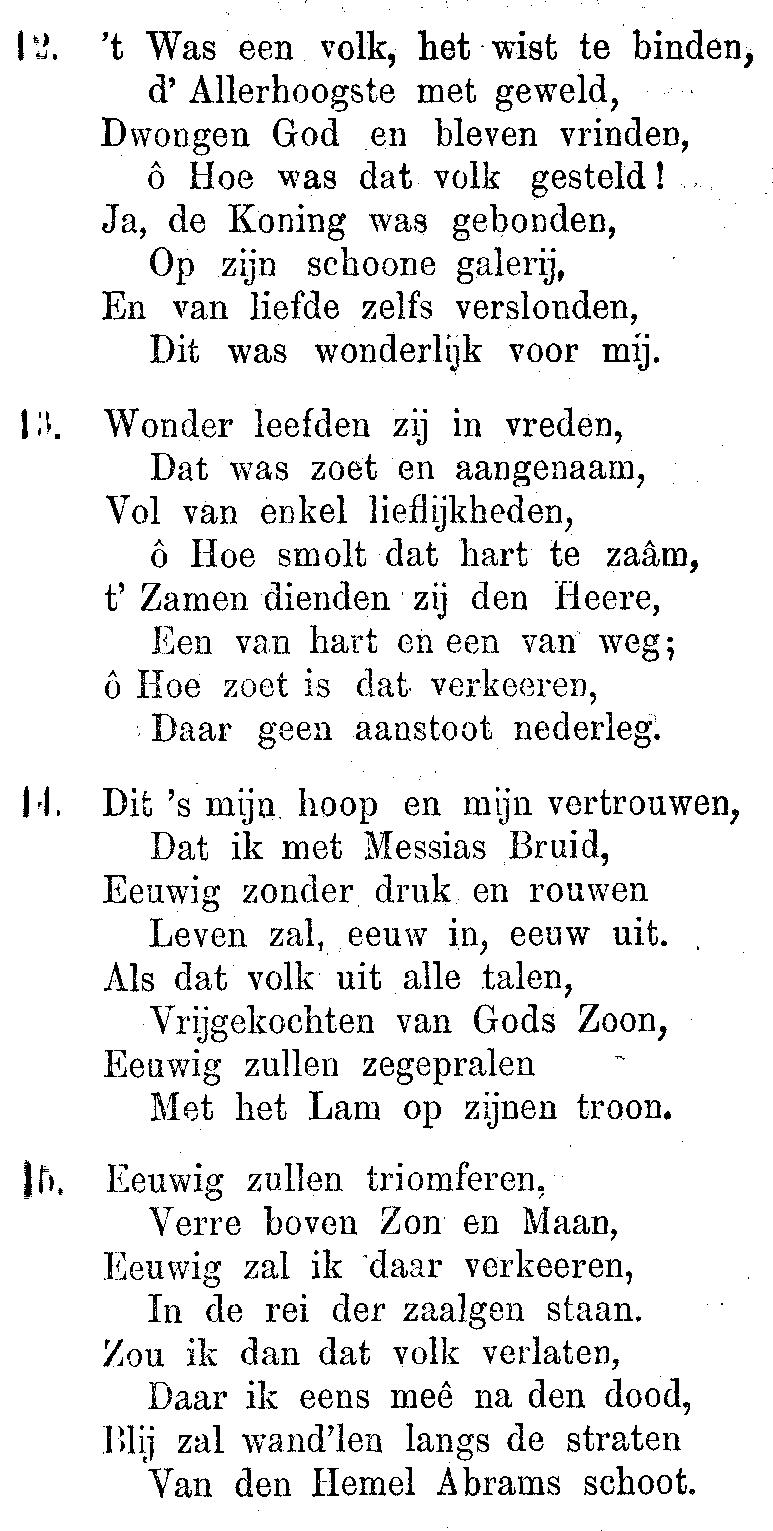 12. 't Was een volk, het wist te binden,
d' Allerhoogste met geweld,
Dwongen God en bleven vrinden,
ô Hoe was dat volk gesteld!
Ja, de Koning was gebonden,
Op zijn schoone galerij,
En van liefde zelfs verslonden,
Dit was wonderlijk voor mij.
13. Wonder leefden zij in vreden,
Dat was zoet en aangenaam,
Vol van enkel lieflijkheden,
ô Hoe smolt dat hart te zaâm,
t' Zamen dienden zij den Heere,
Een van hart en een van weg;
ô Hoe zoet is dat verkeeren,
Daar geen aanstoot nederleg.
14. Dit 's mijn hoop en mijn vertrouwen,
Dat ik met Messias Bruid,
Eeuwig zonder druk en rouwen
Leven zal, eeuw in, eeuw uit.
Als dat volk uit alle talen,
Vrijgekochten van Gods Zoon,
Eeuwig zullen zegepralen
Met het Lam op zijnen troon.
15. Eeuwig zullen triomferen,
Verre boven Zon en Maan,
Eeuwig zal ik daar verkeeren,
In de rei der zaalgen staan.
Zou ik dan dat volk verlaten,
Daar ik eens meê na den dood,
Blij zal wand'len langs de straten
Van den Hemel Abrams schoot.